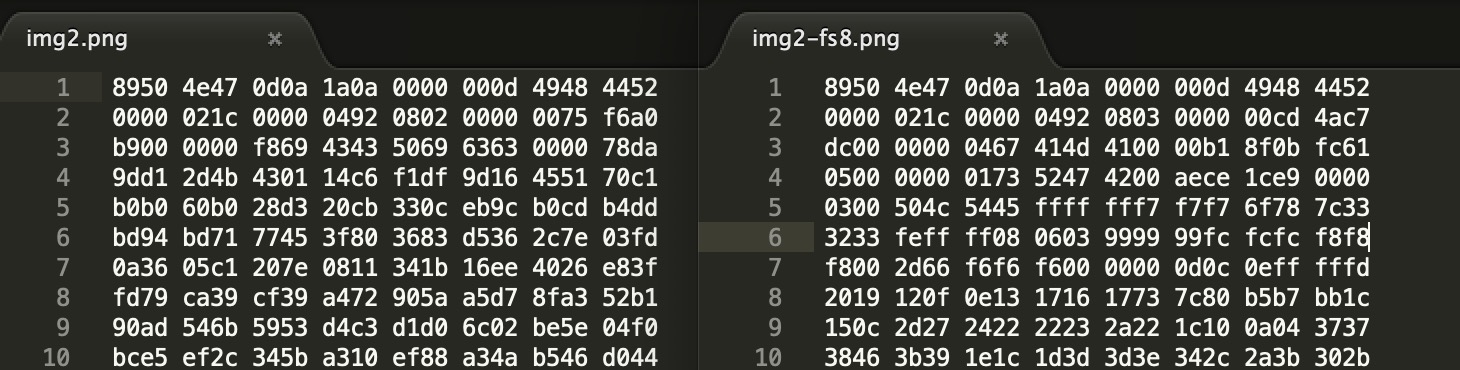 img2.png ×
1 8950 4e47 0d0a 1a0a 0000 000d 4948 4452
2 0000 021c 0000 0492 0802 0000 0075 f6a0
3 b900 0000 f869 4343 5069 6363 0000 78da
4 9dd1 2d4b 4301 14c6 f1df 9d16 4551 70c1
5 b0b0 60b0 28d3 20cb 330c eb9c b0cd b4dd
6 bd94 bd71 7745 3f80 3683 d536 2c7e 03fd
7 0a36 05c1 207e 0811 341b 16ee 4026 e83f
8 fd79 ca39 cf39 a472 905a a5d7 8fa3 52b1
9 90ad 546b 5953 d4c3 d1d0 6c02 be5e 04f0
10 bce5 ef2c 345b a310 ef88 a34a b546 d044
img2-fs8.png ×
1 8950 4e47 0d0a 1a0a 0000 000d 4948 4452
2 0000 021c 0000 0492 0803 0000 00cd 4ac7
3 dc00 0000 0467 414d 4100 00b1 8f0b fc61
4 0500 0000 0173 5247 4200 aece 1ce9 0000
5 0300 504c 5445 ffff fff7 f7f7 6f78 7c33
6 3233 feff ff08 0603 9999 99fc fcfc f8f8
7 f800 2d66 f6f6 f600 0000 0d0c 0eff fffd
8 2019 120f 0e13 1716 1773 7c80 b5b7 bb1c
9 150c 2d27 2422 2223 2a22 1c10 0a04 3737
10 3846 3b39 1e1c 1d3d 3d3e 342c 2a3b 302b